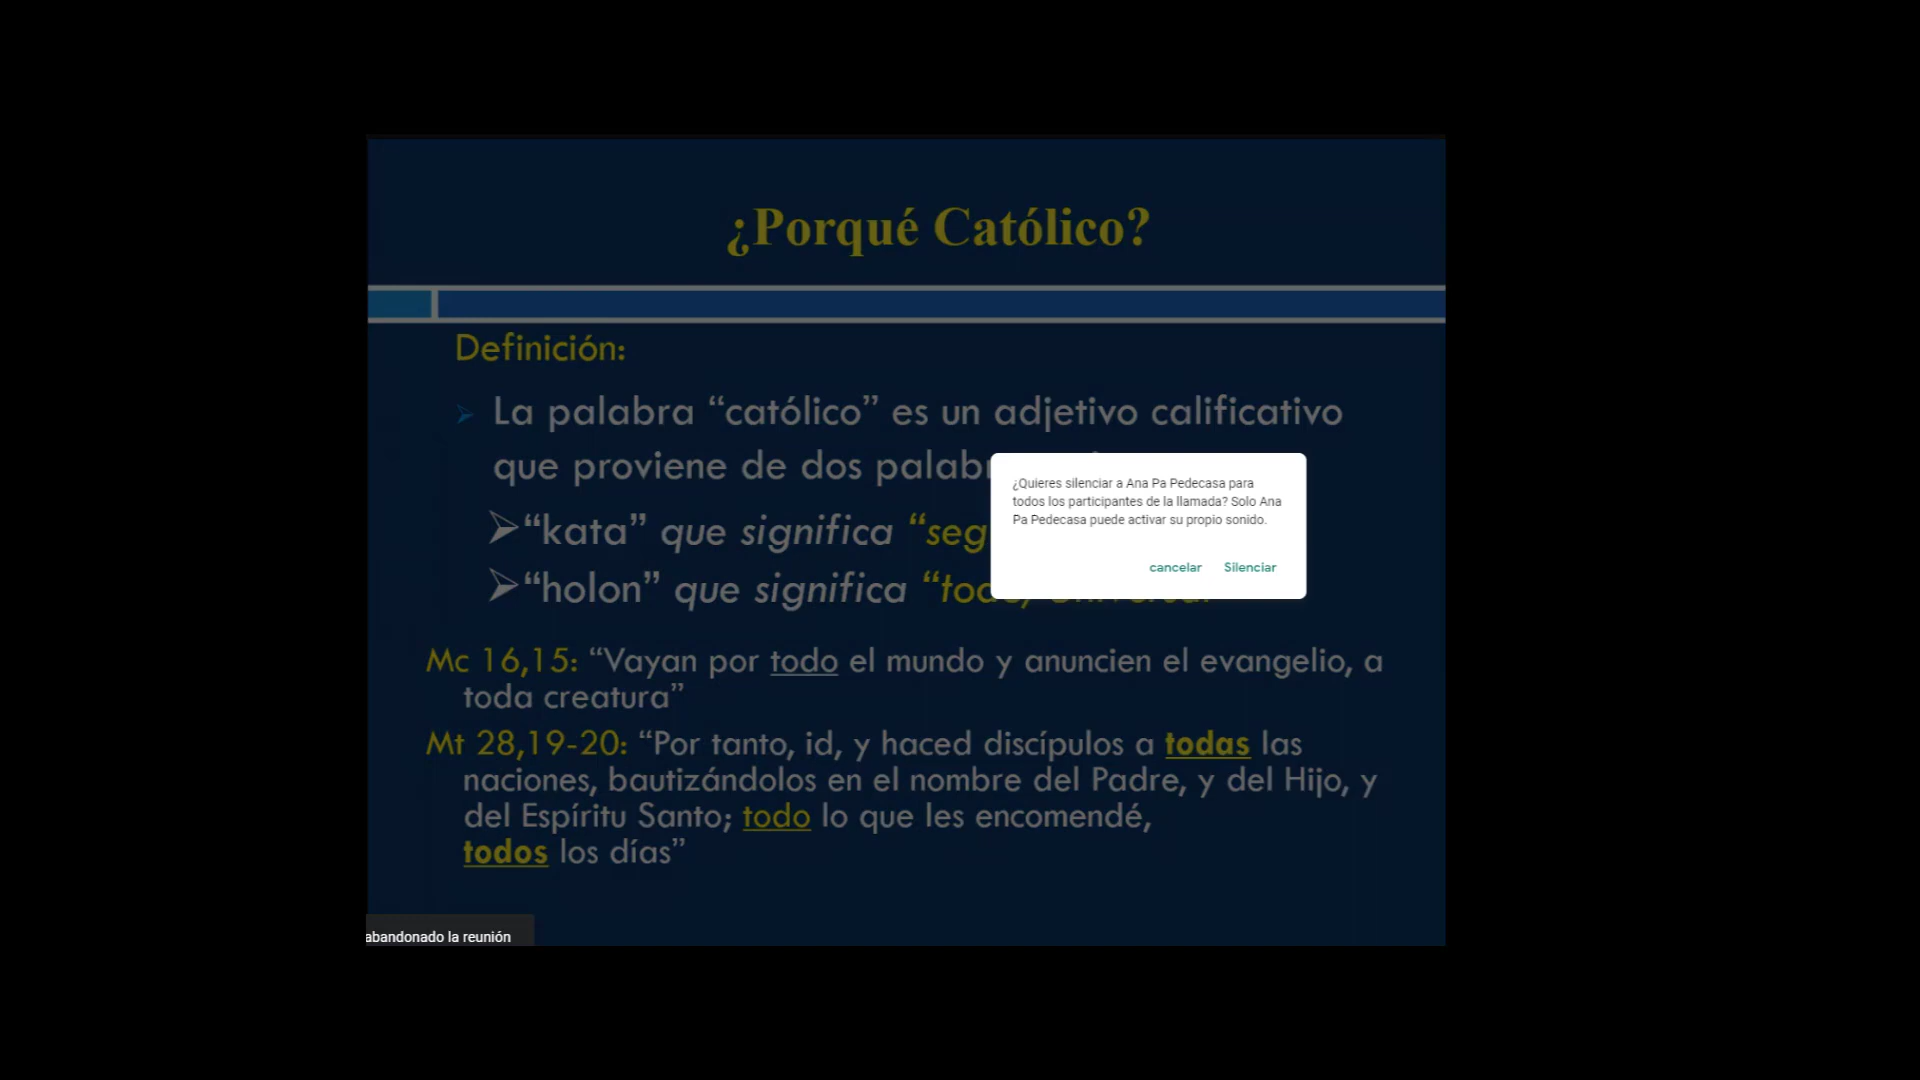 ¿Porqué Católico?
Definición:
La palabra “católico” es un adjetivo calificativo
que proviene de dos
“kata” que significa
“holon” que significa
¿Quieres silenciar a Ana Pa Pedecasa para
todos los participantes de la llamada? Solo Ana
Pa Pedecasa puede activar su propio sonido.
cancelar Silenciar
Mc 16,15: “Vayan por todo el mundo y anuncien el evangelio, a
toda creatura”
Mt 28,19-20: “Por tanto, id, y haced discípulos a todas las
naciones, bautizándolos en el nombre del Padre, y del Hijo, y
del Espíritu Santo; todo lo que les encomendé,
todos los días”
abandonado la reunión